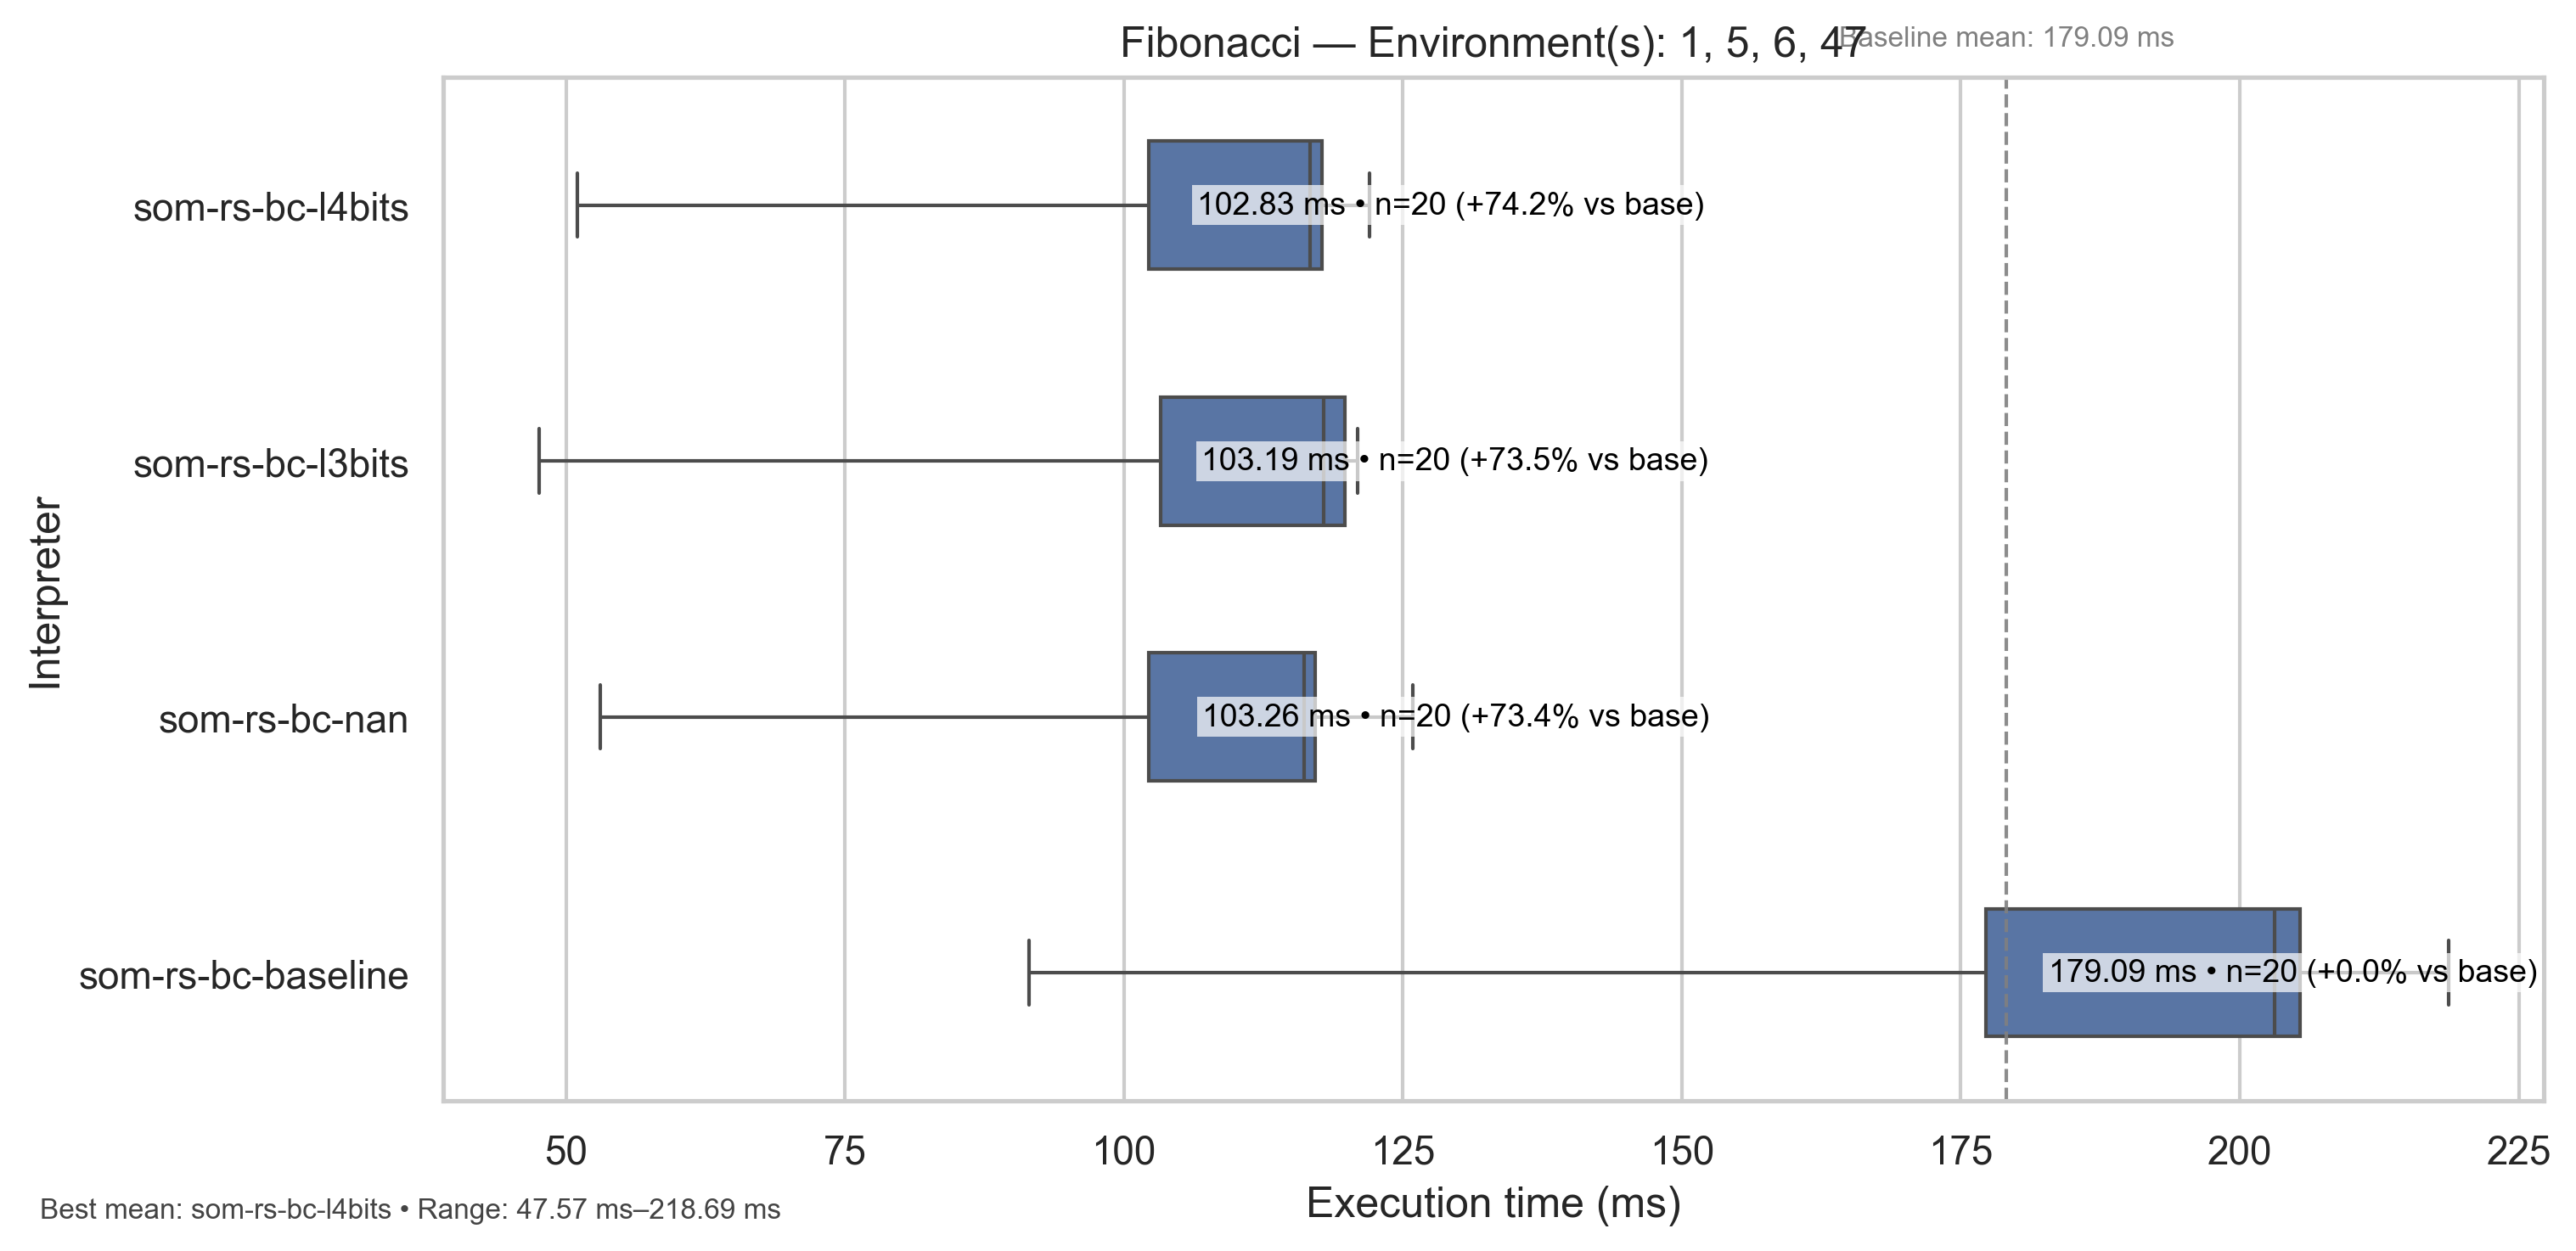 Fibonacci — Environment(s): 1, 5, 6, 47
Baseline mean: 179.09 ms
Interpreter
som-rs-bc-l4bits
102.83 ms • n=20 (+74.2% vs base)
som-rs-bc-l3bits
103.19 ms • n=20 (+73.5% vs base)
som-rs-bc-nan
103.26 ms • n=20 (+73.4% vs base)
som-rs-bc-baseline
179.09 ms • n=20 (+0.0% vs base)
50 75 100 125 150 175 200 225
Execution time (ms)
Best mean: som-rs-bc-l4bits • Range: 47.57 ms–218.69 ms